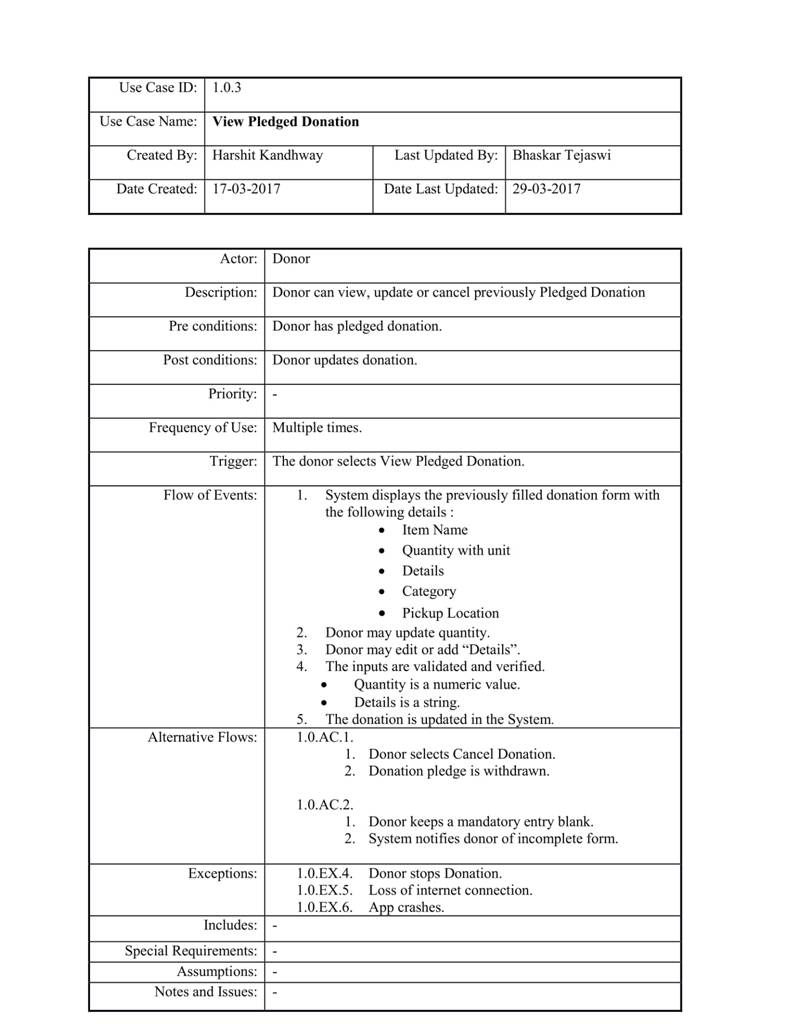 Use Case ID: 1.0.3
Use Case Name: View Pledged Donation
Created By: Harshit Kandhway Last Updated By: Bhaskar Tejaswi
Date Created: 17-03-2017 Date Last Updated: 29-03-2017
Actor: Donor
Description: Donor can view, update or cancel previously Pledged Donation
Pre conditions: Donor has pledged donation.
Post conditions: Donor updates donation.
Priority: -
Frequency of Use: Multiple times.
Trigger: The donor selects View Pledged Donation.
Flow of Events: 1. System displays the previously filled donation form with
the following details :
• Item Name
• Quantity with unit
• Details
• Category
• Pickup Location
2. Donor may update quantity.
3. Donor may edit or add “Details”.
4. The inputs are validated and verified.
• Quantity is a numeric value.
• Details is a string.
5. The donation is updated in the System.
Alternative Flows: 1.0.AC.1.
1. Donor selects Cancel Donation.
2. Donation pledge is withdrawn.
1.0.AC.2.
1. Donor keeps a mandatory entry blank.
2. System notifies donor of incomplete form.
Exceptions: 1.0.EX.4. Donor stops Donation.
1.0.EX.5. Loss of internet connection.
1.0.EX.6. App crashes.
Includes: -
Special Requirements: -
Assumptions: -
Notes and Issues: -